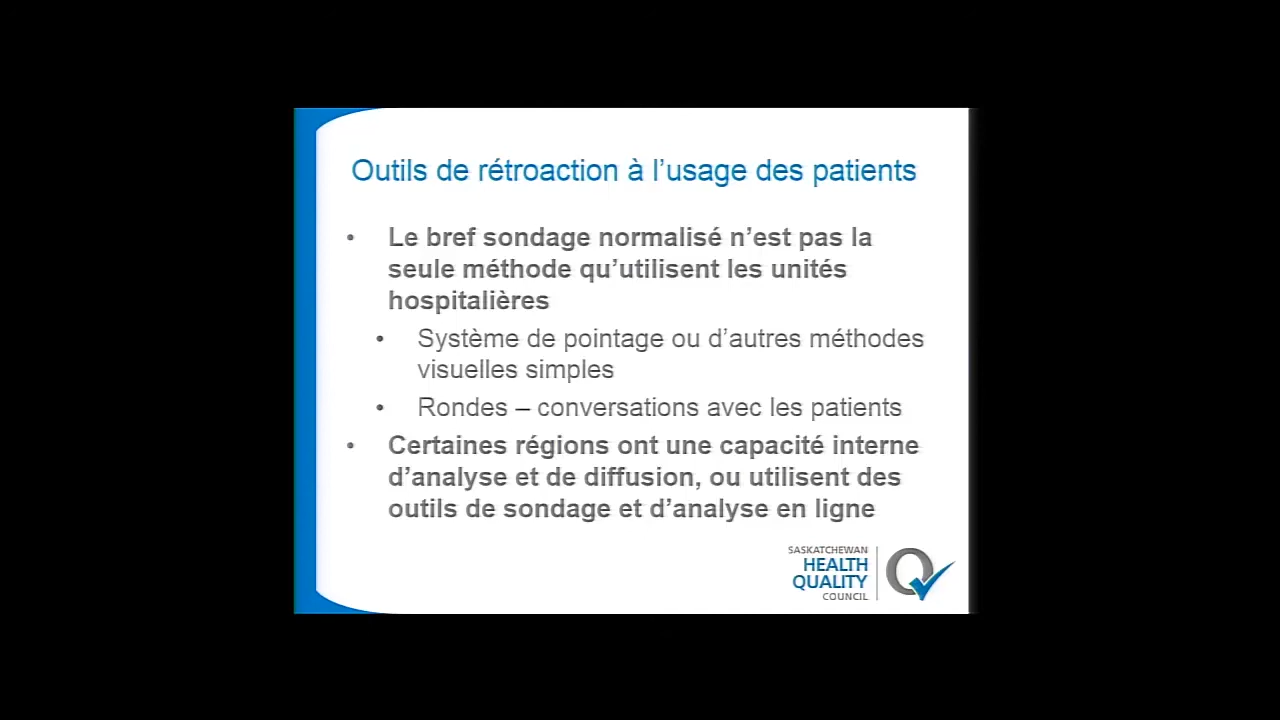 Outils de rétroaction à l’usage des patients
• Le bref sondage normalisé n’est pas la
seule méthode qu’utilisent les unités
hospitalières
• Système de pointage ou d’autres méthodes
visuelles simples
• Rondes – conversations avec les patients
• Certaines régions ont une capacité interne
d’analyse et de diffusion, ou utilisent des
outils de sondage et d’analyse en ligne
SASKATCHEWAN
HEALTH
QUALITY
COUNCIL